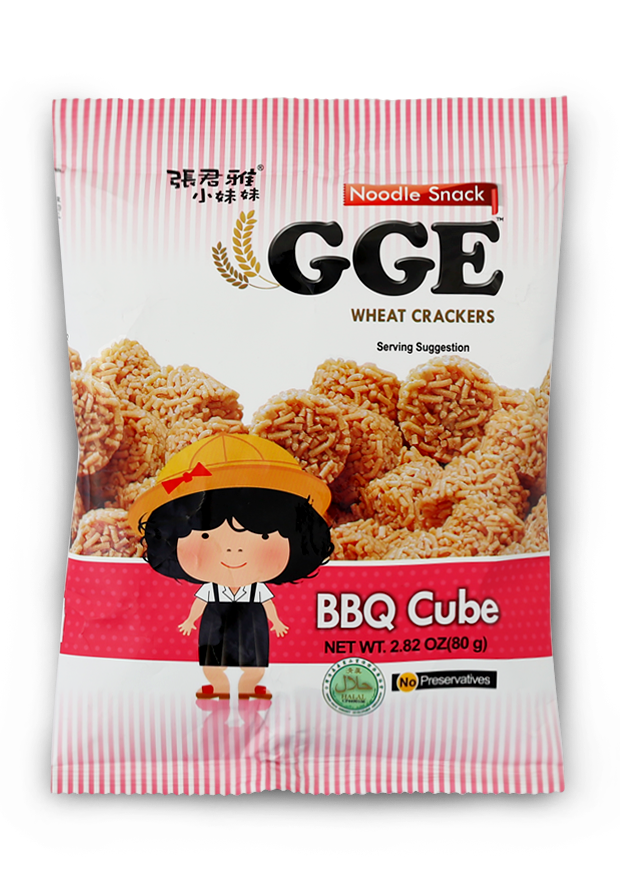 張君雅®
小妹妹
Noodle Snack
GGE™
WHEAT CRACKERS
Serving Suggestion
BBQ Cube
NET WT. 2.82 OZ(80 g)
HALAL
No Preservatives